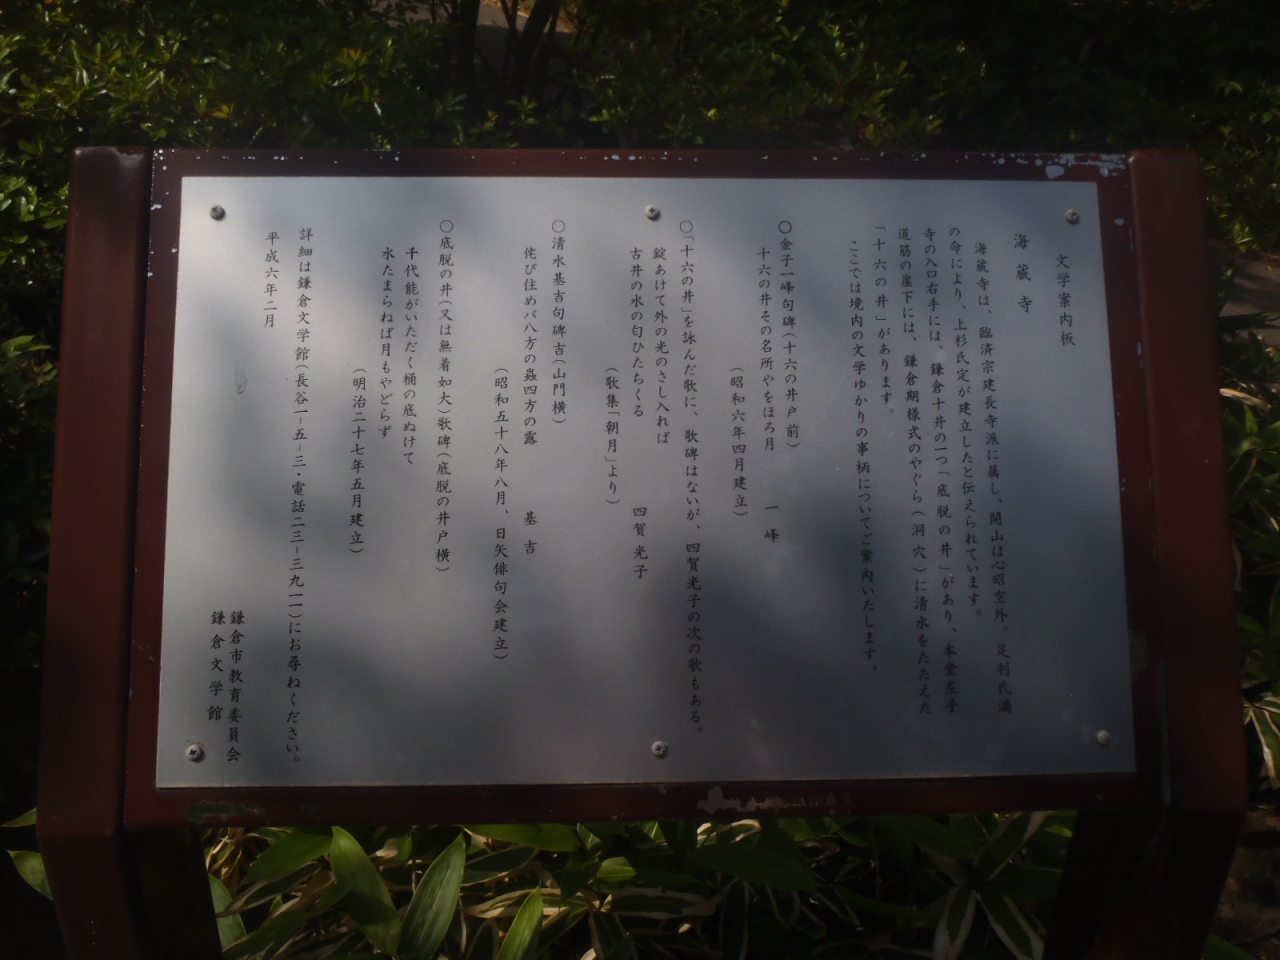 文学案内板
海蔵寺
海蔵寺は、臨済宗建長寺派に属し、開山は心昭空外。足利氏満
の命により、上杉氏定が建立したと伝えられています。
寺の入口右手には、鎌倉十井の一つ「底脱の井」があり、本堂左手
道筋の崖下には、鎌倉期様式のやぐら(洞穴)に清水をたたえた
「十六の井」があります。
ここでは境内の文学ゆかりの事柄についてご案内いたします。
○金子一峰句碑(十六の井戸前)
十六の井その名所やをほろ月 一峰
(昭和六年四月建立)
○「十六の井」を詠んだ歌に、歌碑はないが、四賀光子の次の歌もある。
錠あけて外の光のさし入れば
古井の水の匂ひたちくる 四賀光子
(歌集「朝月」より)
○清水基吉句碑吉(山門横)
侘び住めバ八方の蟲四方の露 基吉
(昭和五十八年八月、日矢俳句会建立)
○底脱の井(又は無着如大)歌碑(底脱の井戸横)
千代能がいただく桶の底ぬけて
水たまらねば月もやどらず
(明治二十七年五月建立)
詳細は鎌倉文学館(長谷一-五-三・電話二三-三九一一)にお尋ねください。
平成六年二月
鎌倉市教育委員会
鎌倉文学館